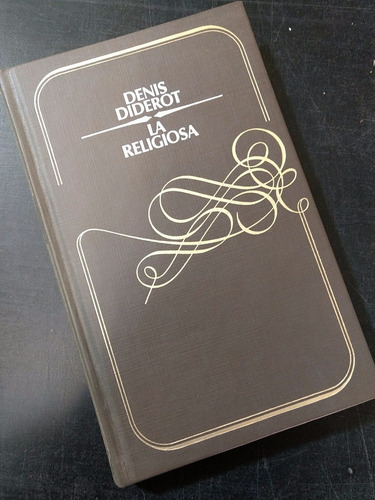 DENIS
DIDEROT
LA
RELIGIOSA